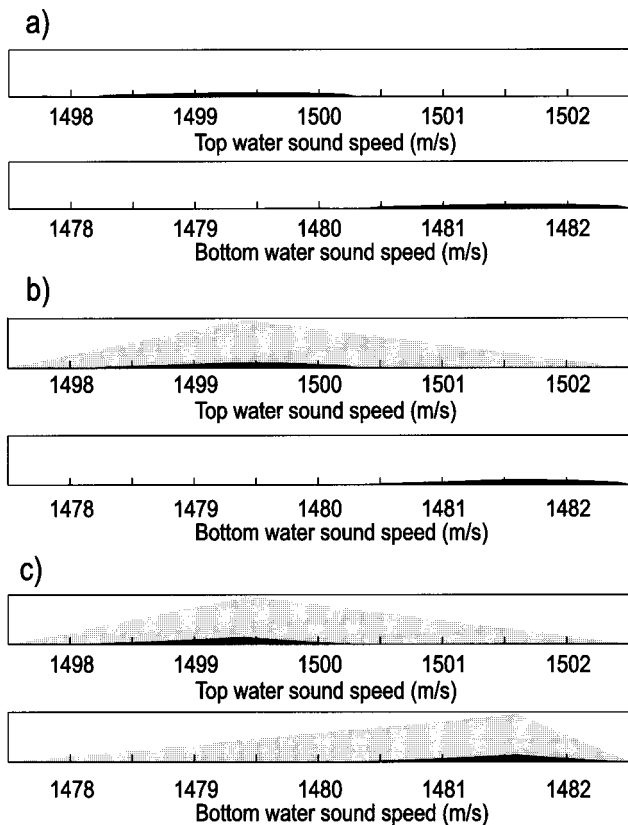 a)
1498 1499 1500 1501 1502
Top water sound speed (m/s)
1478 1479 1480 1481 1482
Bottom water sound speed (m/s)
b)
1498 1499 1500 1501 1502
Top water sound speed (m/s)
1478 1479 1480 1481 1482
Bottom water sound speed (m/s)
c)
1498 1499 1500 1501 1502
Top water sound speed (m/s)
1478 1479 1480 1481 1482
Bottom water sound speed (m/s)